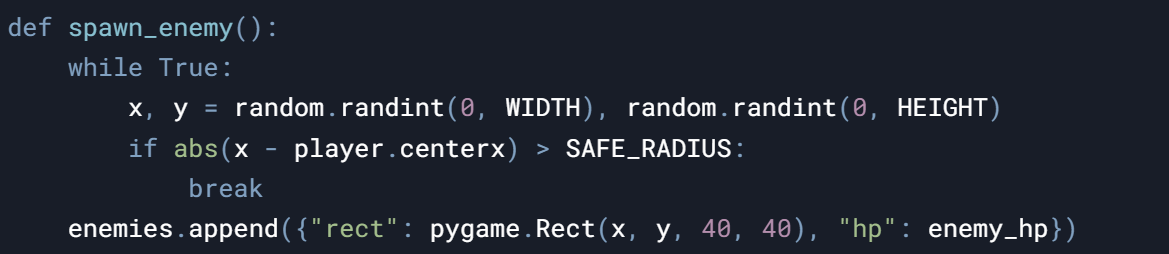 def spawn_enemy():
    while True:
        x, y = random.randint(0, WIDTH), random.randint(0, HEIGHT)
        if abs(x - player.centerx) > SAFE_RADIUS:
            break
    enemies.append({"rect": pygame.Rect(x, y, 40, 40), "hp": enemy_hp})